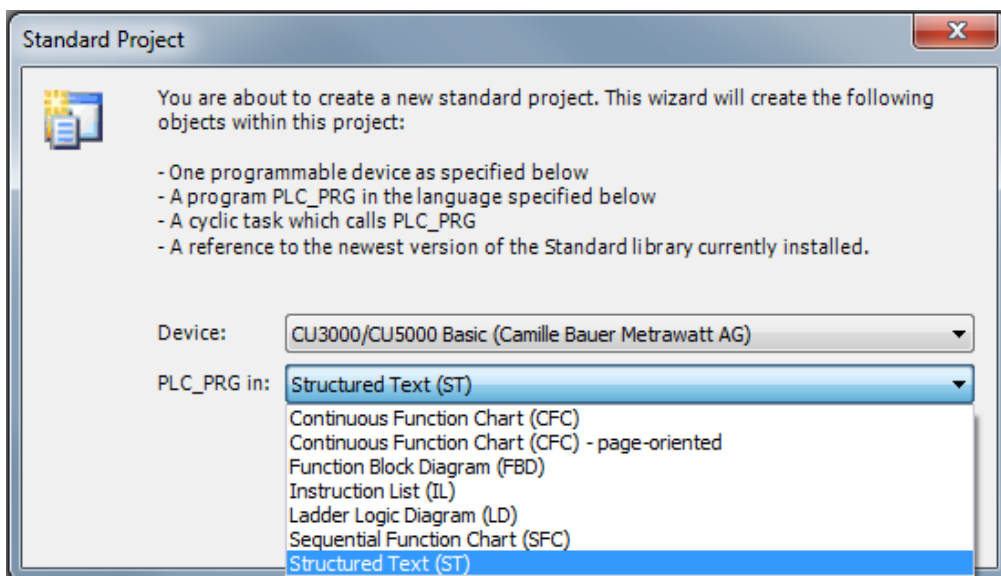 Standard Project
You are about to create a new standard project. This wizard will create the following
objects within this project:
- One programmable device as specified below
- A program PLC_PRG in the language specified below
- A cyclic task which calls PLC_PRG
- A reference to the newest version of the Standard library currently installed.
Device: CU3000/CU5000 Basic (Camille Bauer Metrawatt AG)
PLC_PRG in: Structured Text (ST)
Continuous Function Chart (CFC)
Continuous Function Chart (CFC) - page-oriented
Function Block Diagram (FBD)
Instruction List (IL)
Ladder Logic Diagram (LD)
Sequential Function Chart (SFC)
Structured Text (ST)